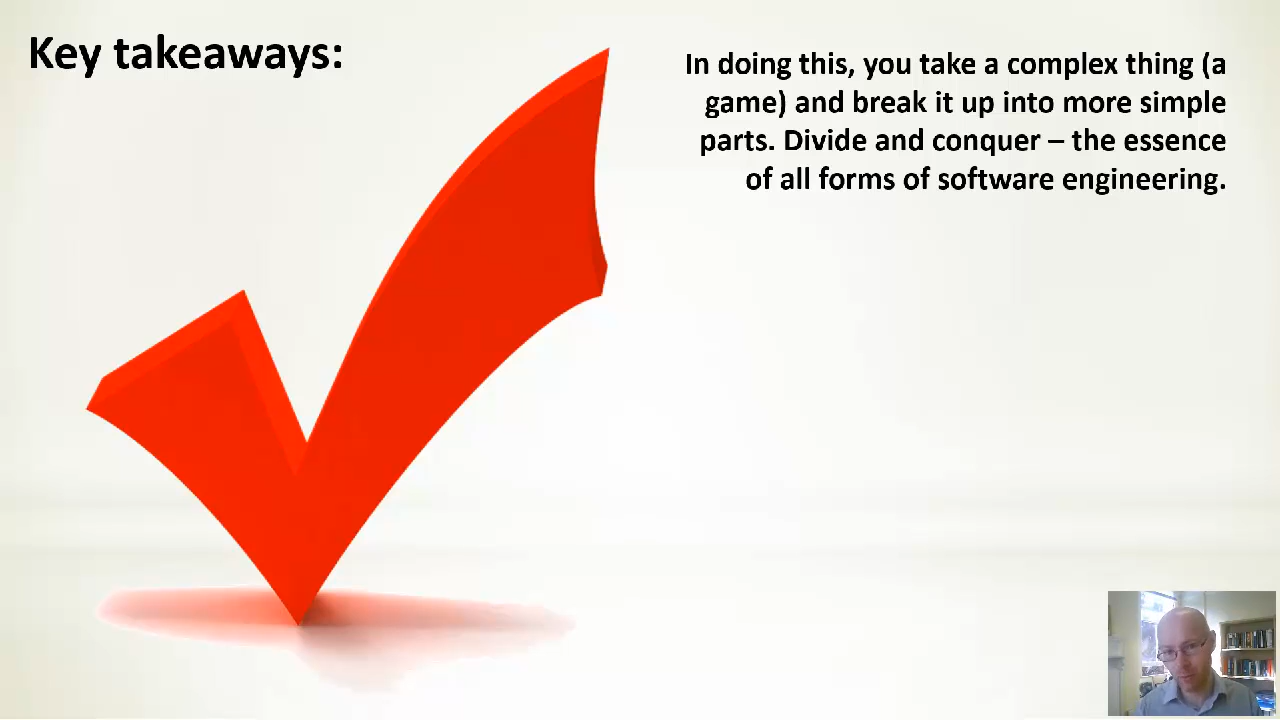 Key takeaways:
In doing this, you take a complex thing (a
game) and break it up into more simple
parts. Divide and conquer – the essence
of all forms of software engineering.